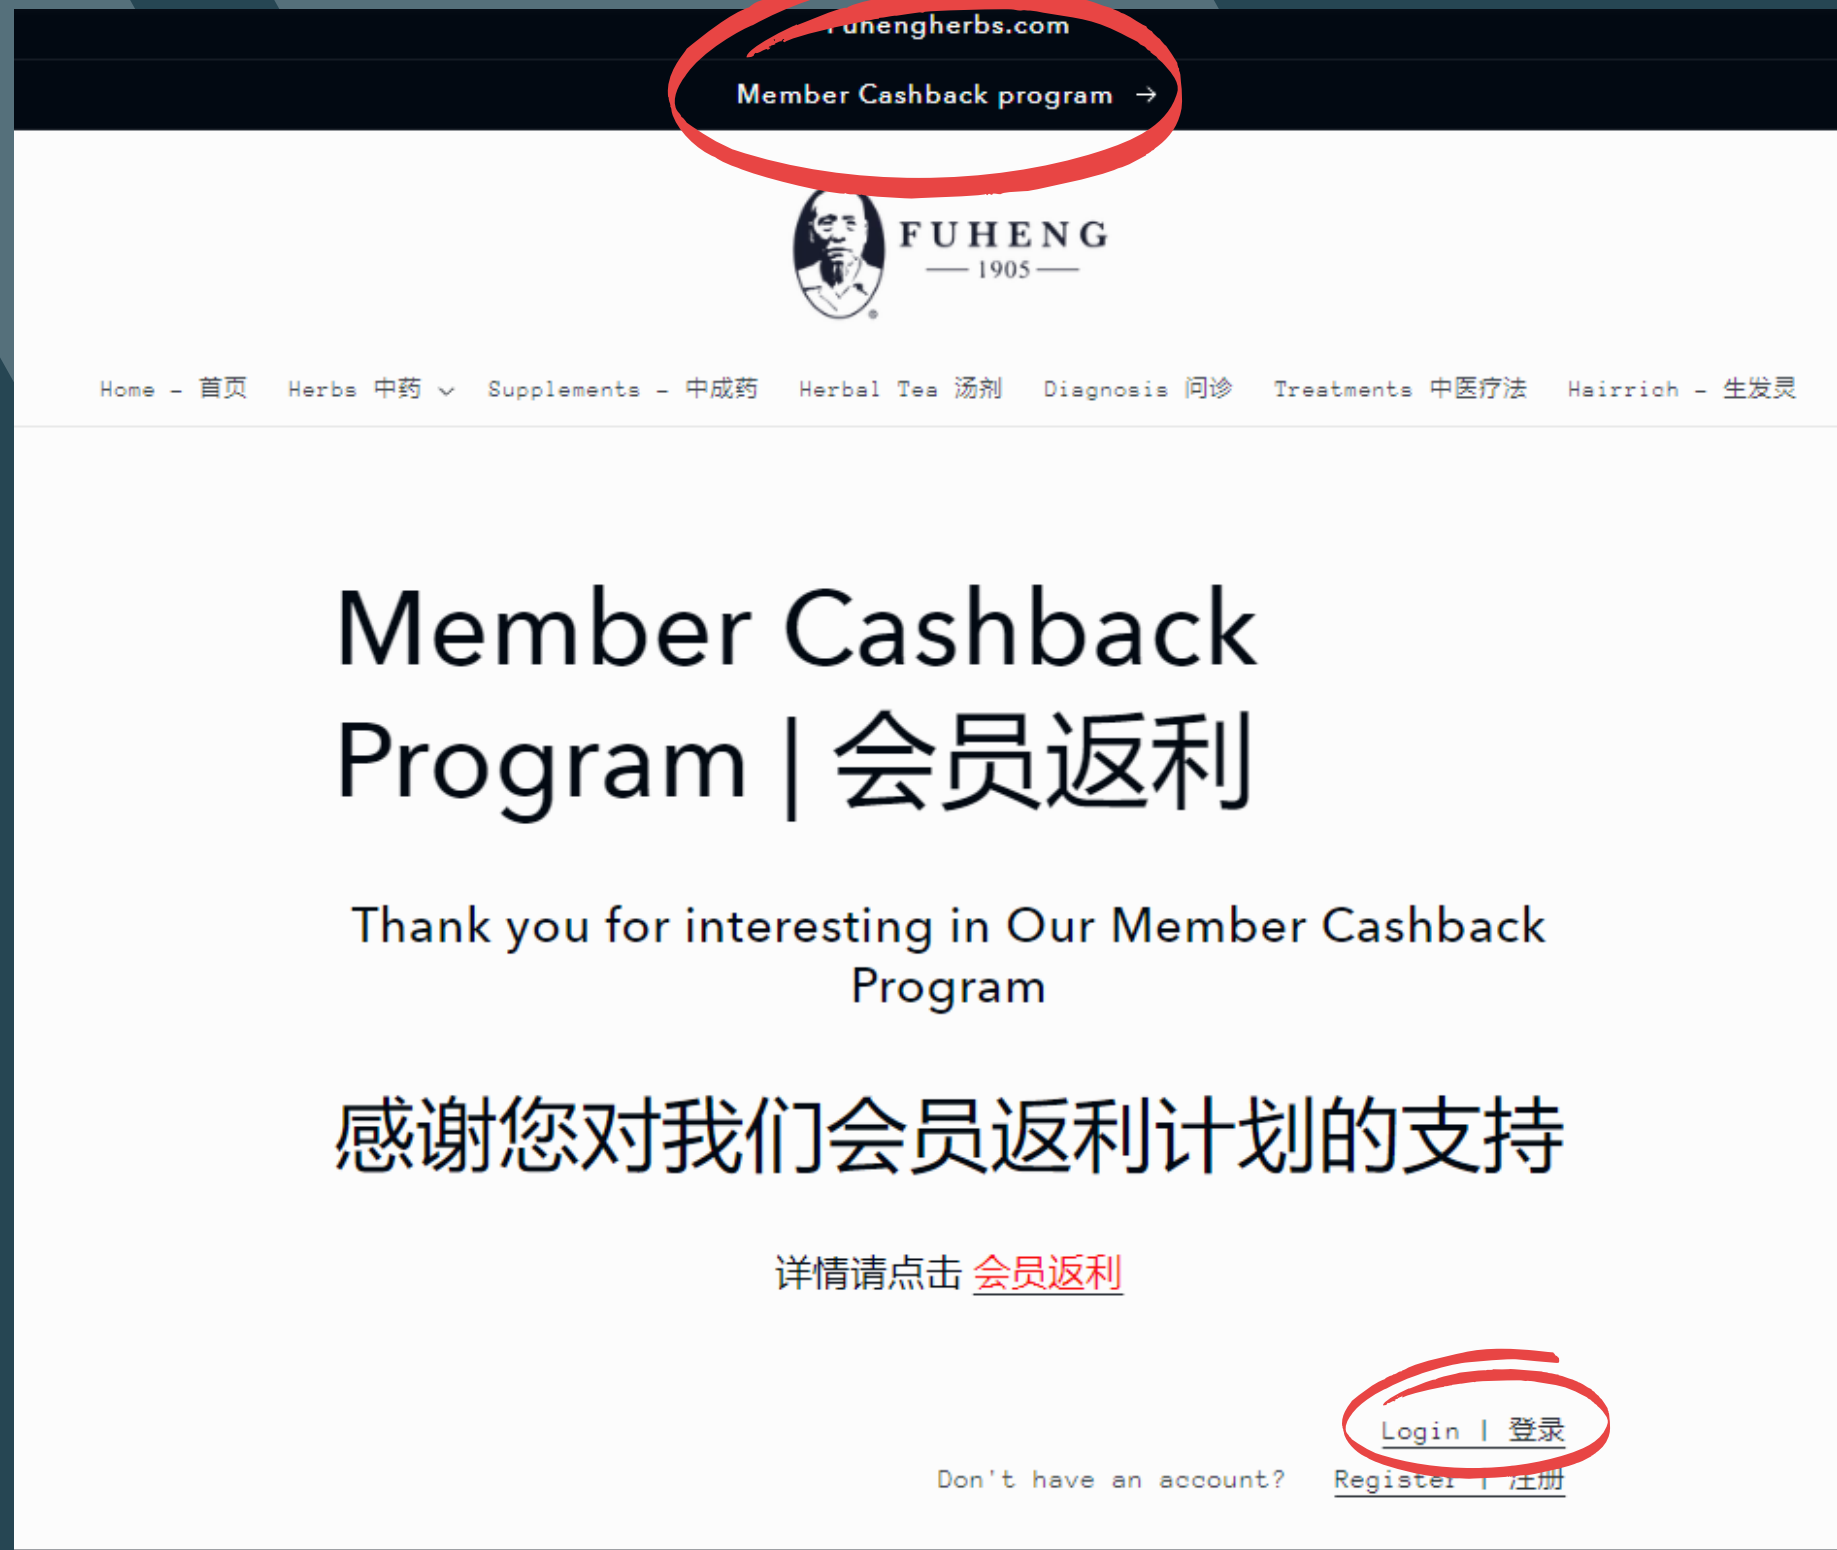 Fuhengherbs.com
Member Cashback program →
FUHENG
1905
Home - 首页 Herbs 中药 Supplements - 中成药 Herbal Tea 汤剂 Diagnosis 问诊 Treatments 中医疗法 Hairrich - 生发灵
Member Cashback
Program | 会员返利
Thank you for interesting in Our Member Cashback
Program
感谢您对我们会员返利计划的支持
详情请点击 会员返利
Login | 登录
Don't have an account? Register | 注册